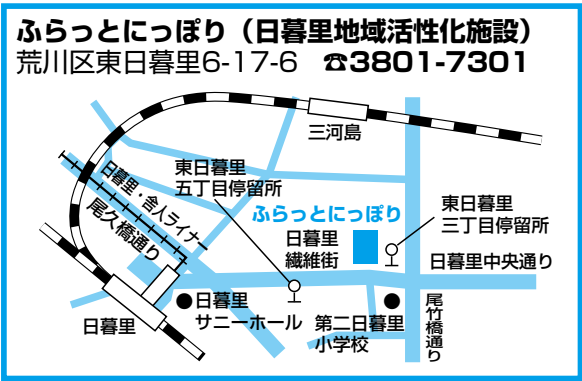 ふらっとにっぽり（日暮里地域活性化施設）
荒川区東日暮里6-17-6　☎3801-7301
三河島
日暮里・舎人ライナー
尾久橋通り
東日暮里
五丁目停留所
ふらっとにっぽり
日暮里
繊維街
東日暮里
三丁目停留所
日暮里中央通り
日暮里
●日暮里
サニーホール
第二日暮里
小学校
尾竹橋通り